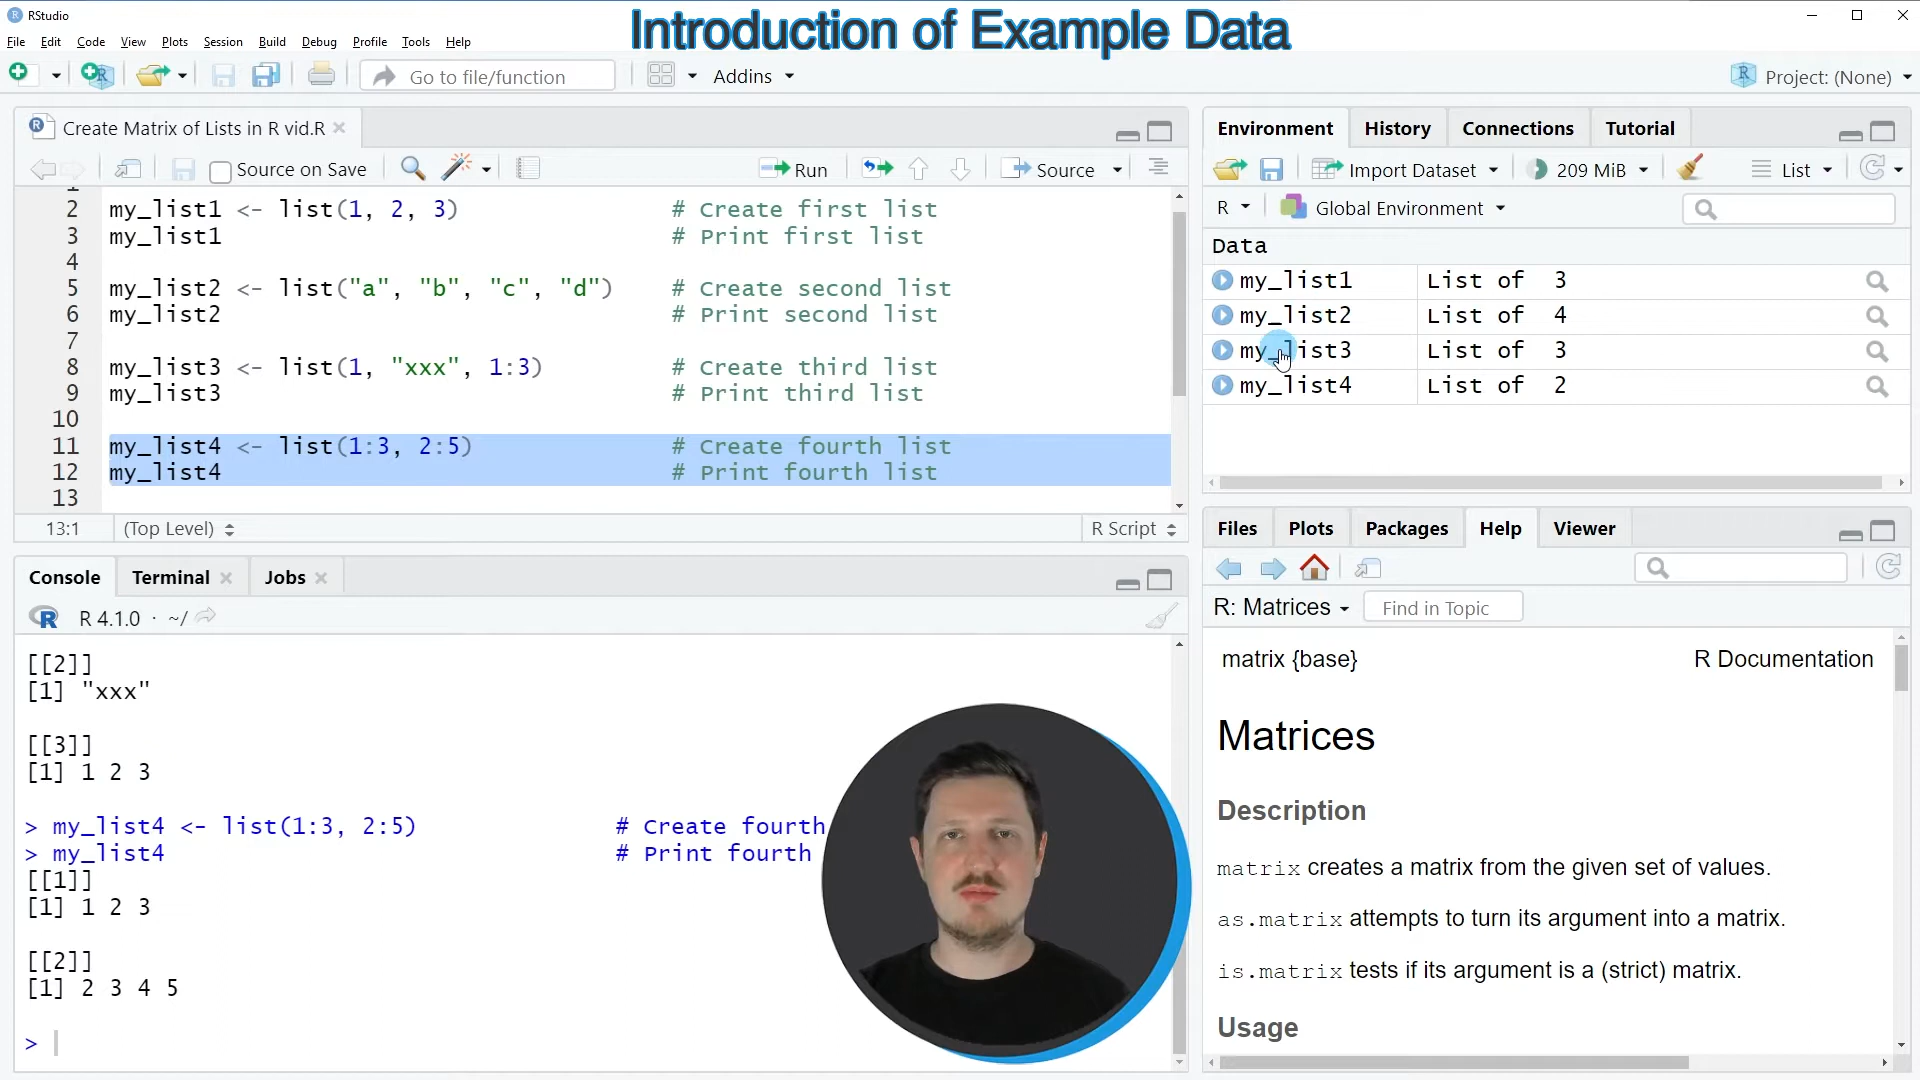 RStudio
Introduction of Example Data
File Edit Code View Plots Session Build Debug Profile Tools Help
Go to file/function Addins Project: (None)
Create Matrix of Lists in R vid.R
Source on Save Run Source
1
2 my_list1 <- list(1, 2, 3) # Create first list
3 my_list1 # Print first list
4
5 my_list2 <- list("a", "b", "c", "d") # Create second list
6 my_list2 # Print second list
7
8 my_list3 <- list(1, "xxx", 1:3) # Create third list
9 my_list3 # Print third list
10
11 my_list4 <- list(1:3, 2:5) # Create fourth list
12 my_list4 # Print fourth list
13
13:1 (Top Level) R Script
Console Terminal Jobs
R 4.1.0 · ~/
[[2]]
[1] "xxx"
[[3]]
[1] 1 2 3
> my_list4 <- list(1:3, 2:5) # Create fourth
> my_list4 # Print fourth
[[1]]
[1] 1 2 3
[[2]]
[1] 2 3 4 5
>
Environment History Connections Tutorial
Import Dataset 209 MiB List
R Global Environment
Data
my_list1 List of 3
my_list2 List of 4
my_list3 List of 3
my_list4 List of 2
Files Plots Packages Help Viewer
R: Matrices Find in Topic
matrix {base} R Documentation
Matrices
Description
matrix creates a matrix from the given set of values.
as.matrix attempts to turn its argument into a matrix.
is.matrix tests if its argument is a (strict) matrix.
Usage